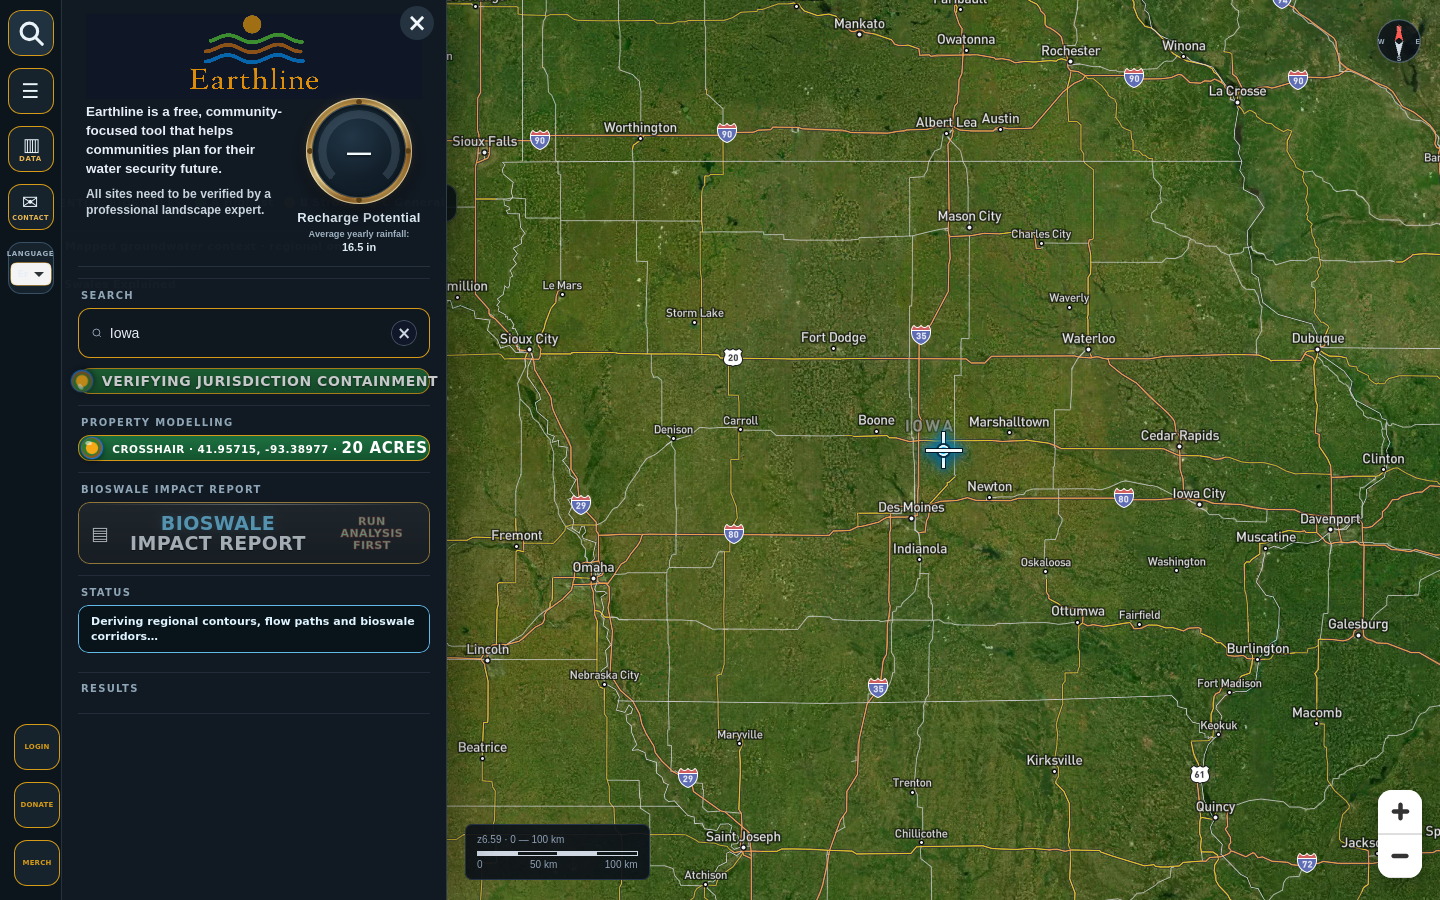 DATA
CONTACT
LANGUAGE
LOGIN
DONATE
MERCH
Earthline
Earthline is a free, community-
focused tool that helps
communities plan for their
water security future.
All sites need to be verified by a
professional landscape expert.
—
Recharge Potential
Average yearly rainfall:
16.5 in
SEARCH
Iowa
VERIFYING JURISDICTION CONTAINMENT
PROPERTY MODELLING
CROSSHAIR · 41.95715, -93.38977 · 20 ACRES
BIOSWALE IMPACT REPORT
BIOSWALE
IMPACT REPORT
RUN
ANALYSIS
FIRST
STATUS
Deriving regional contours, flow paths and bioswale
corridors…
RESULTS
Mankato
Owatonna
Rochester
Winona
90
90
La Crosse
Albert Lea
Austin
Worthington
90
90
Sioux Falls
Mason City
Charles City
million
Le Mars
Storm Lake
Waverly
Sioux City
Fort Dodge
35
Waterloo
Dubuque
20
Denison
Carroll
Boone
IOWA
Marshalltown
Cedar Rapids
Clinton
Newton
Iowa City
80
29
Des Moines
Davenport
Muscatine
Fremont
80
Indianola
Oskaloosa
Washington
Omaha
Ottumwa
Fairfield
Galesburg
Burlington
Lincoln
Nebraska City
35
Fort Madison
Macomb
Keokuk
Beatrice
Maryville
Kirksville
29
Trenton
61
Quincy
Saint Joseph
Chillicothe
72
Atchison
W
E
S
z6.59 · 0 — 100 km
0
50 km
100 km